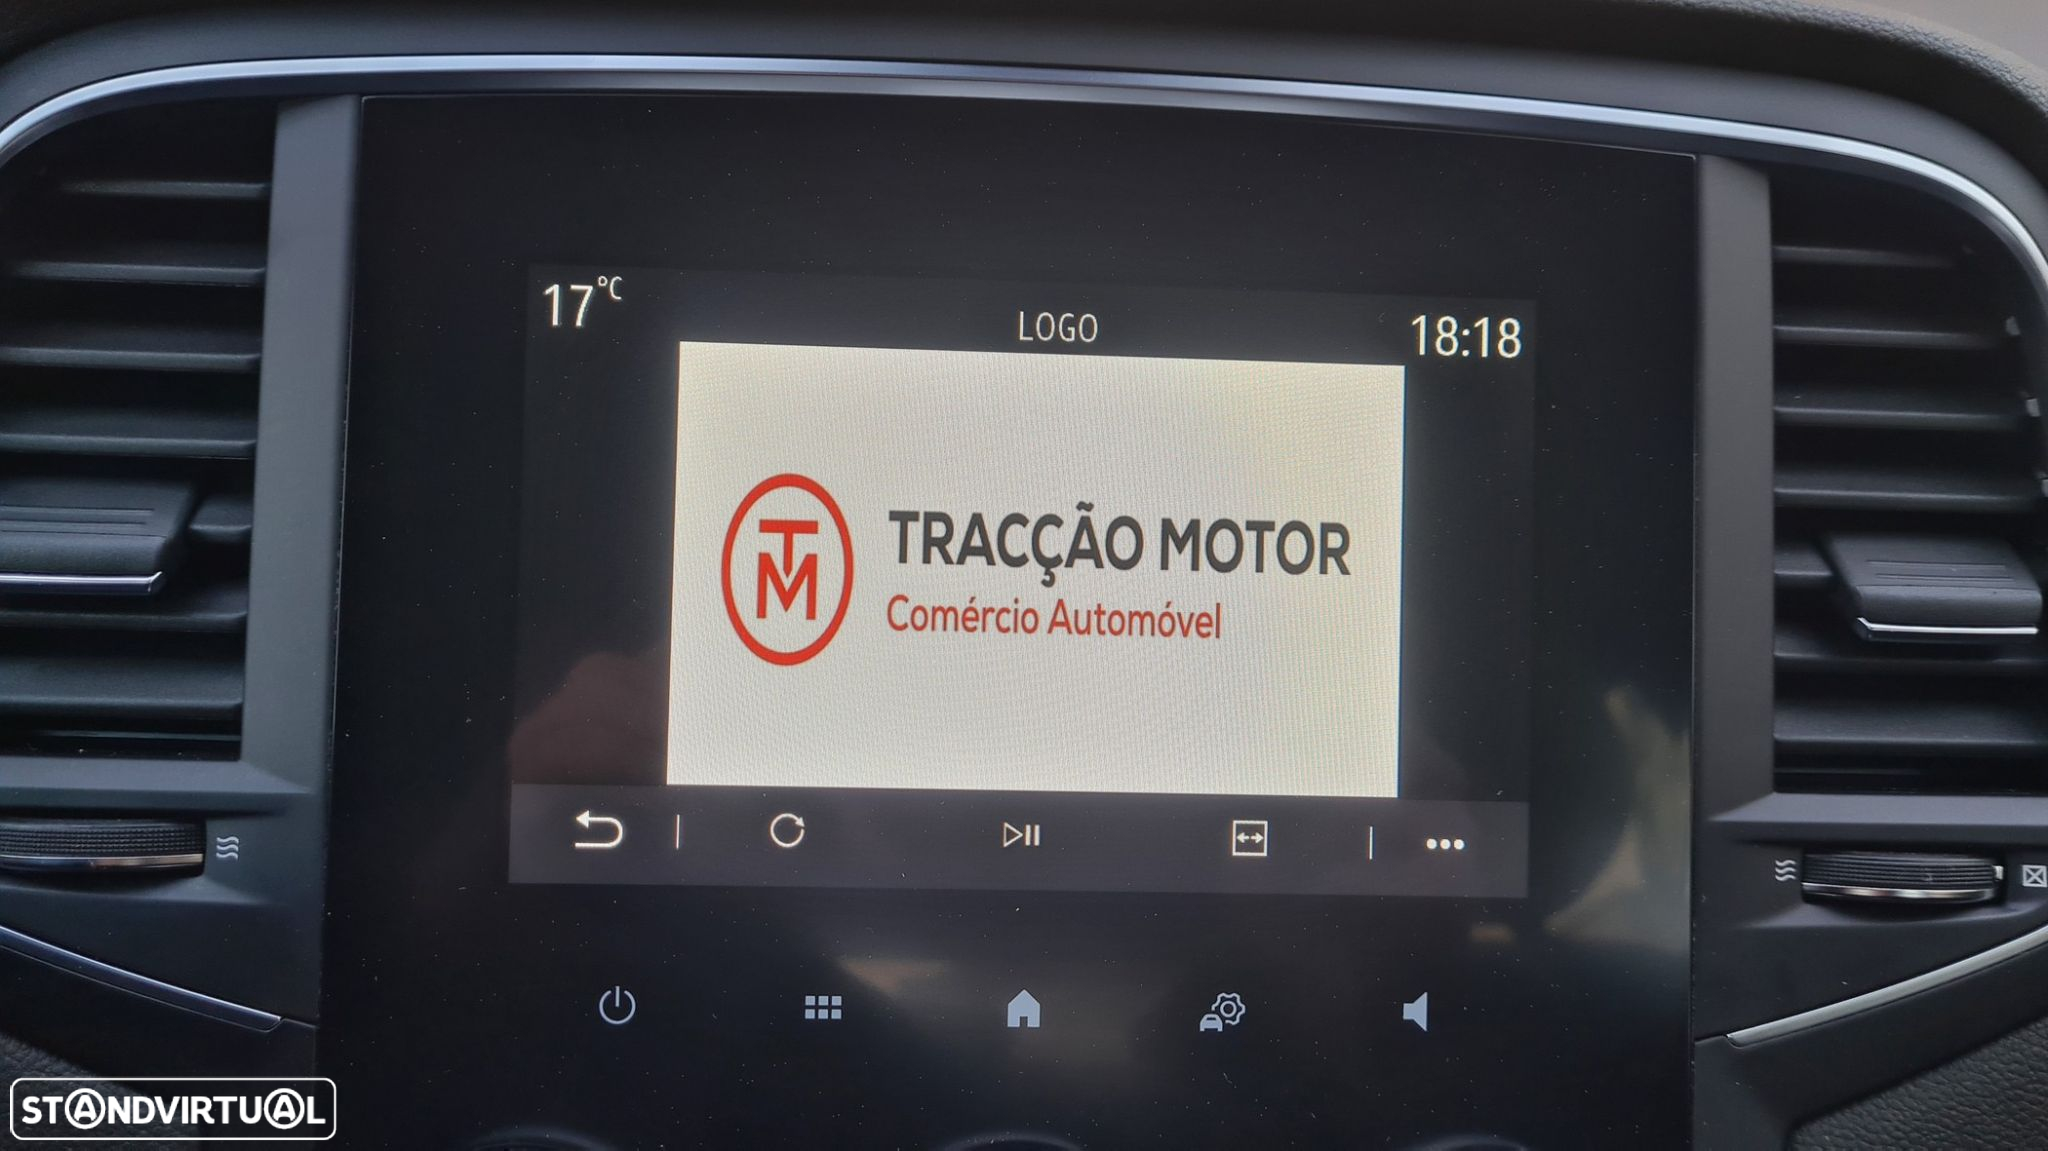 17°C
LOGO
18:18
TM
TRACÇÃO MOTOR
Comércio Automóvel
STANDVIRTUAL